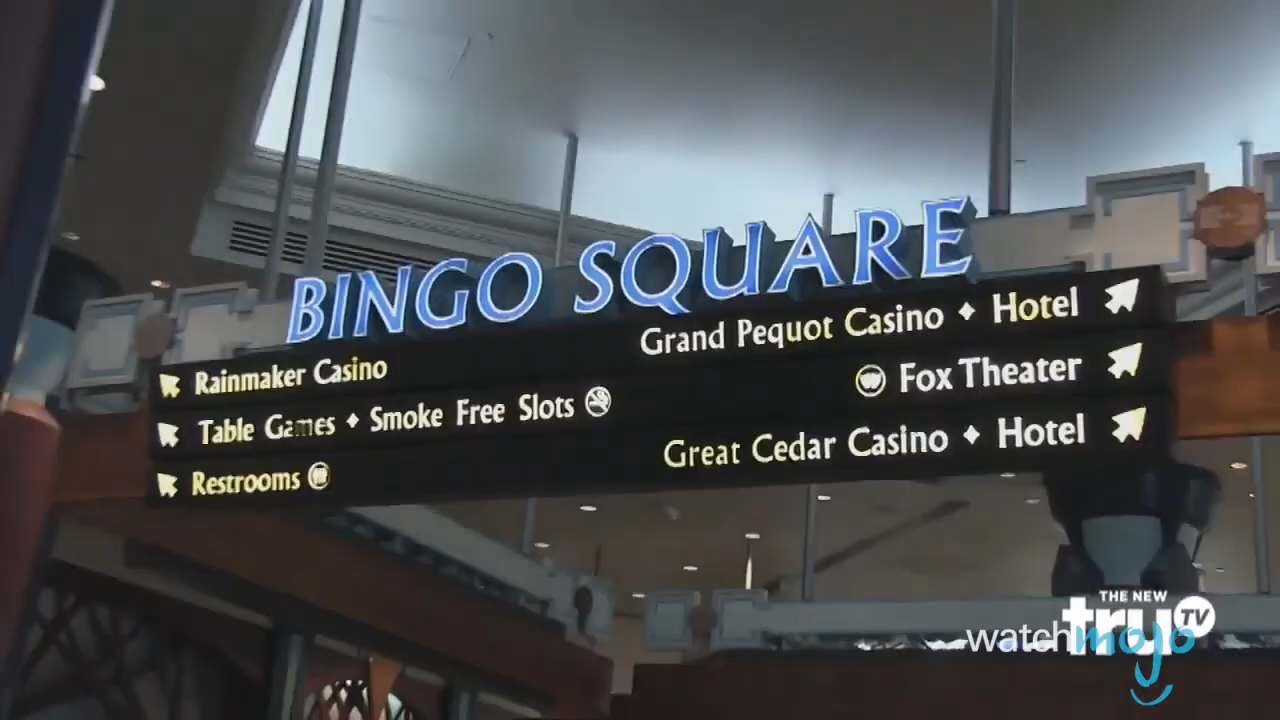 BINGO SQUARE
Rainmaker Casino
Table Games ♦ Smoke Free Slots
Restrooms
Grand Pequot Casino ♦ Hotel
Fox Theater
Great Cedar Casino ♦ Hotel
THE NEW
try TV
watchmojo